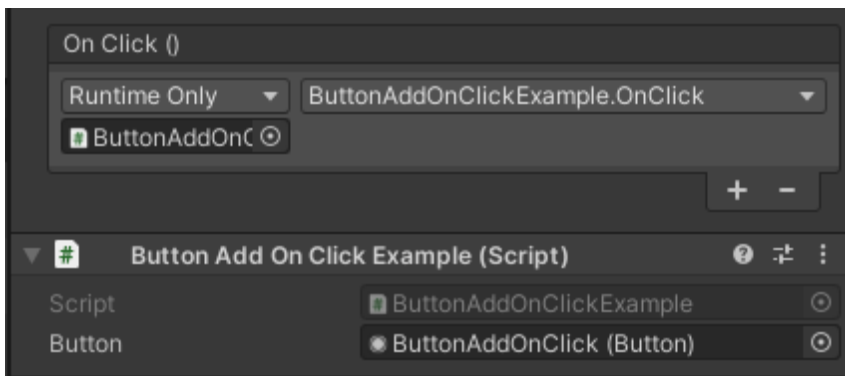 On Click ()
Runtime Only ButtonAddOnClickExample.OnClick
ButtonAddOnC
+ -
# Button Add On Click Example (Script)
Script ButtonAddOnClickExample
Button ButtonAddOnClick (Button)